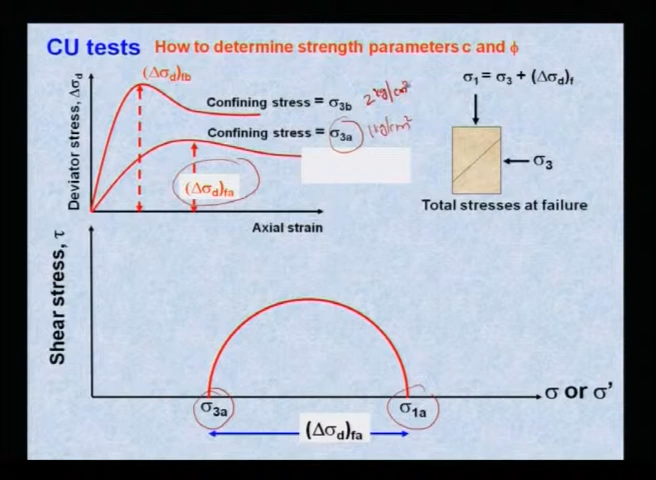 CU tests How to determine strength parameters c and ϕ
Deviator stress, Δσd
(Δσd)fb
Confining stress = σ3b 2 kg/cm²
Confining stress = σ3a 1 kg/cm²
(Δσd)fa
Axial strain
σ1 = σ3 + (Δσd)f
σ3
Total stresses at failure
Shear stress, τ
σ or σ'
σ3a
σ1a
(Δσd)fa